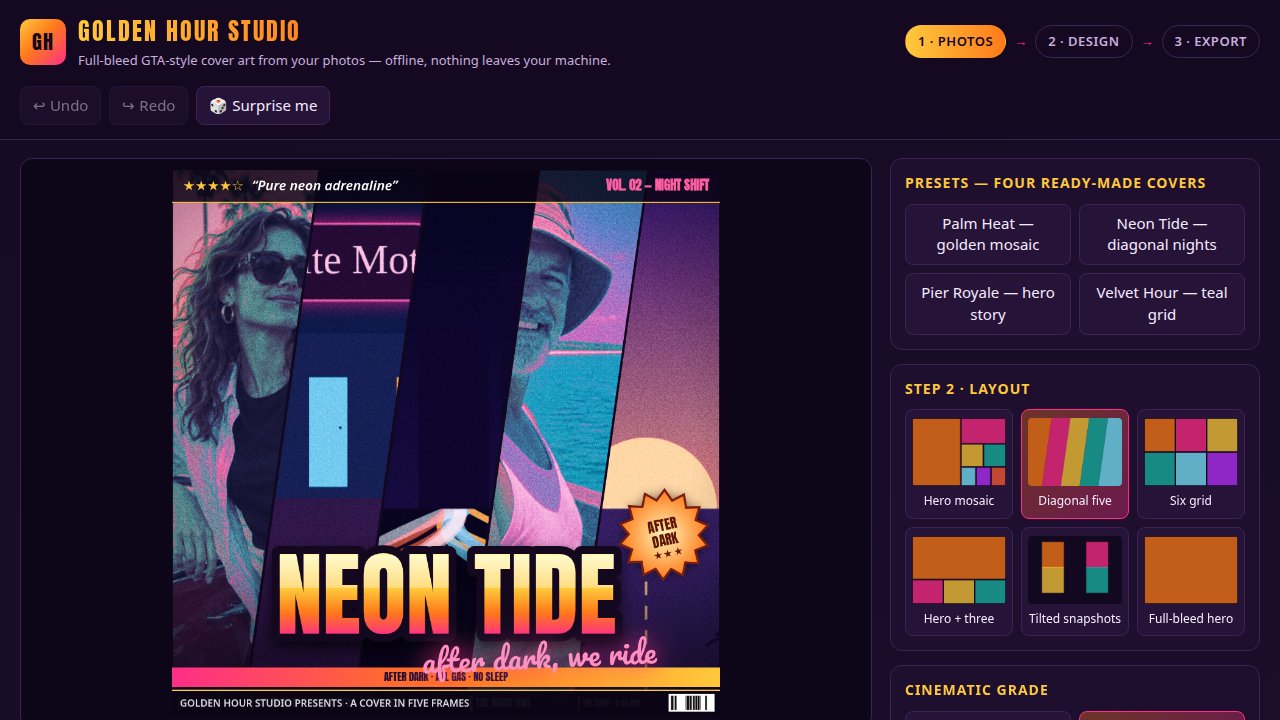 GH
GOLDEN HOUR STUDIO
Full-bleed GTA-style cover art from your photos — offline, nothing leaves your machine.
1 · PHOTOS → 2 · DESIGN → 3 · EXPORT
↩ Undo
↪ Redo
🎲 Surprise me
★★★★☆ “Pure neon adrenaline”
VOL. 02 – NIGHT SHIFT
te Mot
AFTER
DARK
★ ★ ★
NEON TIDE
after dark, we ride
AFTER DARK · ALL GAS · NO SLEEP
GOLDEN HOUR STUDIO PRESENTS · A COVER IN FIVE FRAMES
PRESETS — FOUR READY-MADE COVERS
Palm Heat —
golden mosaic
Neon Tide —
diagonal nights
Pier Royale — hero
story
Velvet Hour — teal
grid
STEP 2 · LAYOUT
Hero mosaic
Diagonal five
Six grid
Hero + three
Tilted snapshots
Full-bleed hero
CINEMATIC GRADE